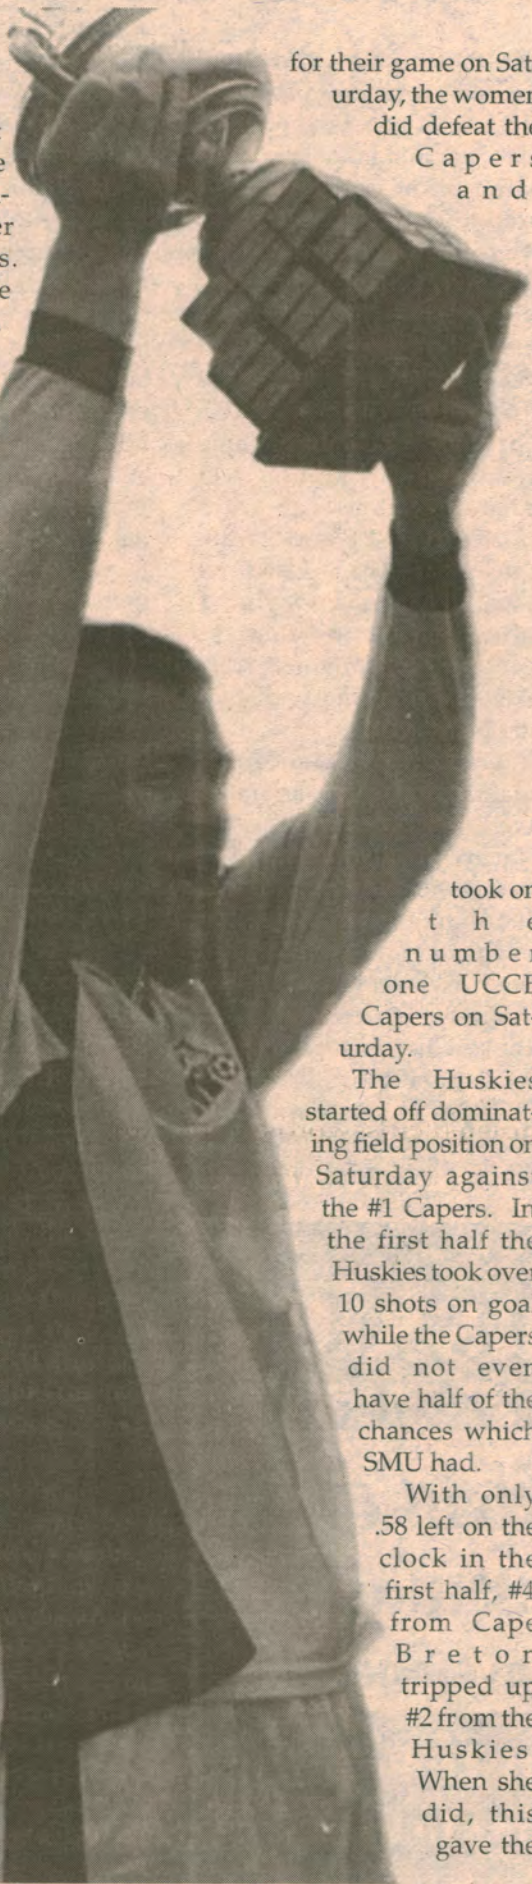 for their game on Sat-
urday, the women
did defeat the
Capers
and
took on
the
number
one UCCB
Capers on Sat-
urday.
The Huskies
started off dominat-
ing field position on
Saturday against
the #1 Capers. In
the first half the
Huskies took over
10 shots on goal
while the Capers
did not even
have half of the
chances which
SMU had.
With only
.58 left on the
clock in the
first half, #4
from Cape
Breton
tripped up
#2 from the
Huskies.
When she
did, this
gave the